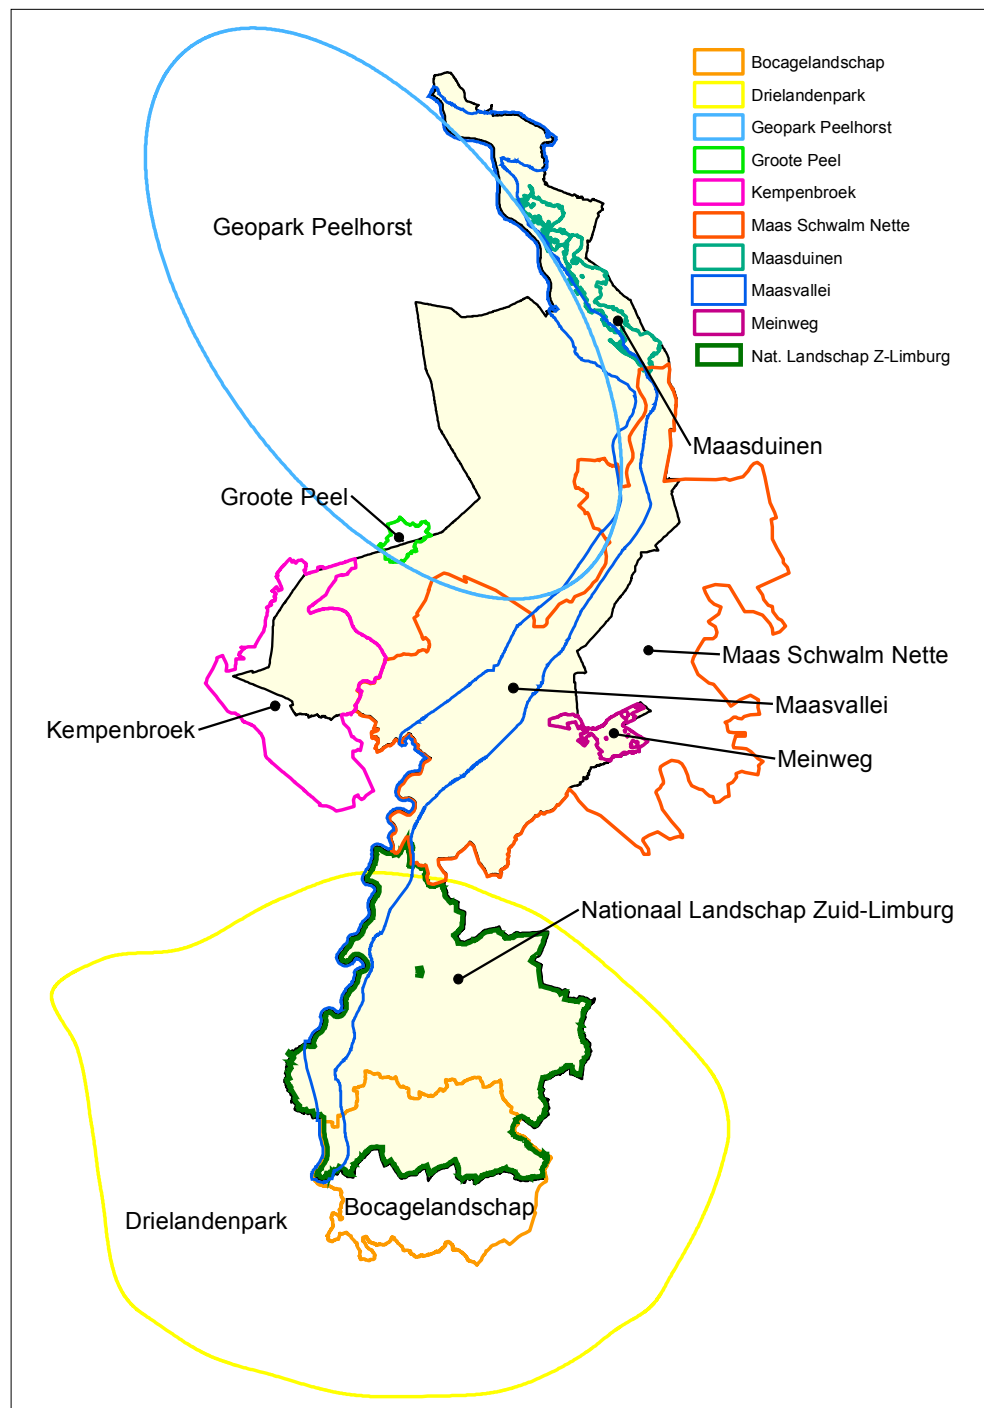 Bocagelandschap
Drielandenpark
Geopark Peelhorst
Groote Peel
Kempenbroek
Maas Schwalm Nette
Maasduinen
Maasvallei
Meinweg
Nat. Landschap Z-Limburg
Geopark Peelhorst
Maasduinen
Groote Peel
Maas Schwalm Nette
Maasvallei
Kempenbroek
Meinweg
Nationaal Landschap Zuid-Limburg
Bocagelandschap
Drielandenpark